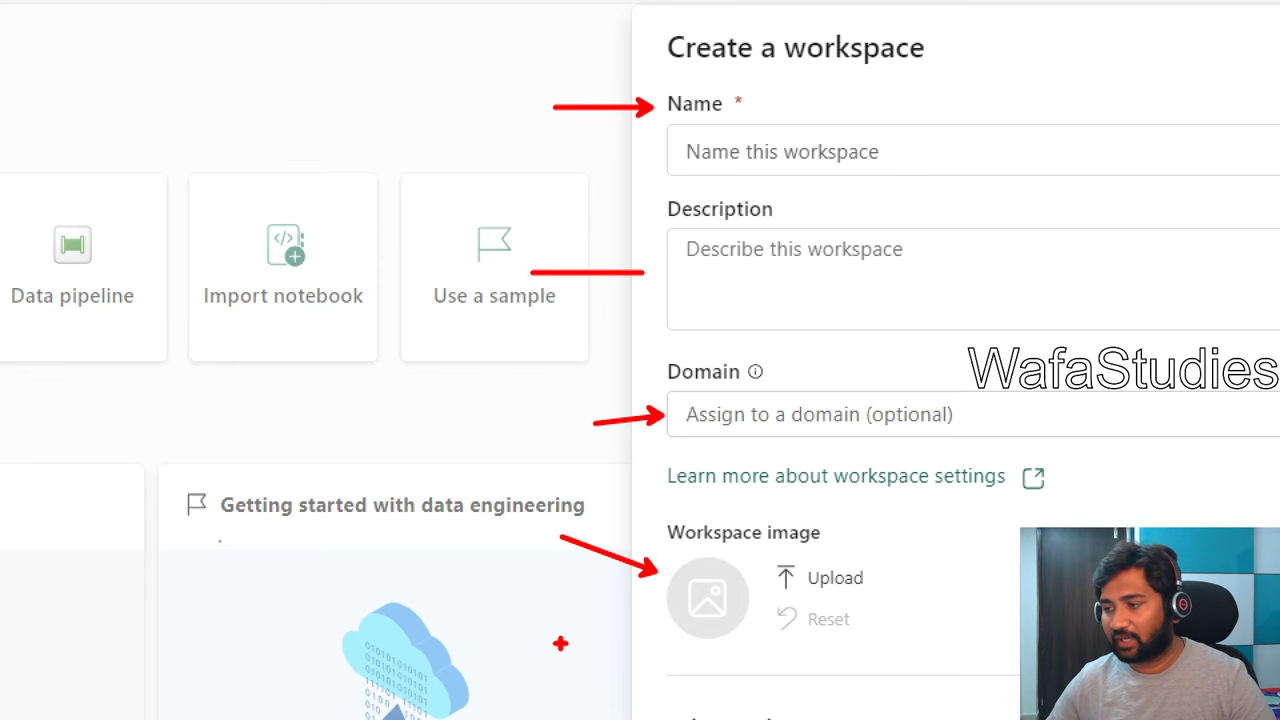 Create a workspace
Name *
Name this workspace
Description
Describe this workspace
Domain
Assign to a domain (optional)
Learn more about workspace settings
Workspace image
Upload
Reset
Data pipeline
Import notebook
Use a sample
Getting started with data engineering
WafaStudies
010101010101